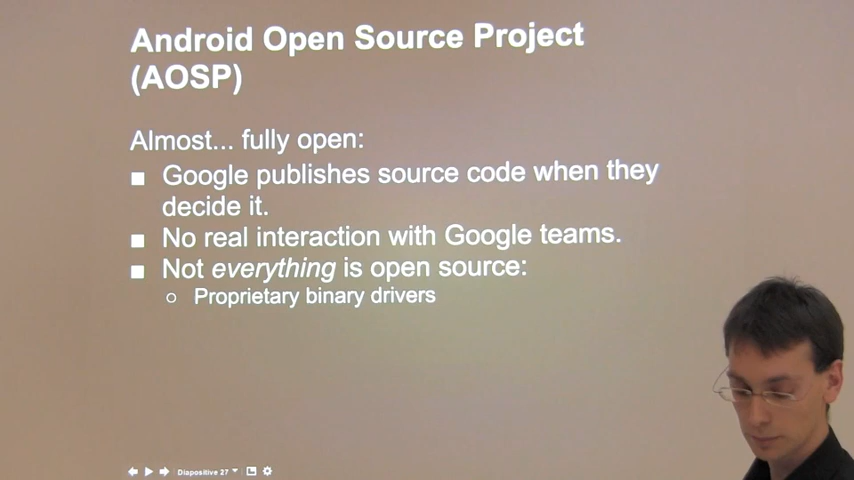 Android Open Source Project
(AOSP)
Almost... fully open:
■ Google publishes source code when they
decide it.
■ No real interaction with Google teams.
■ Not everything is open source:
○ Proprietary binary drivers
Diapositive 27